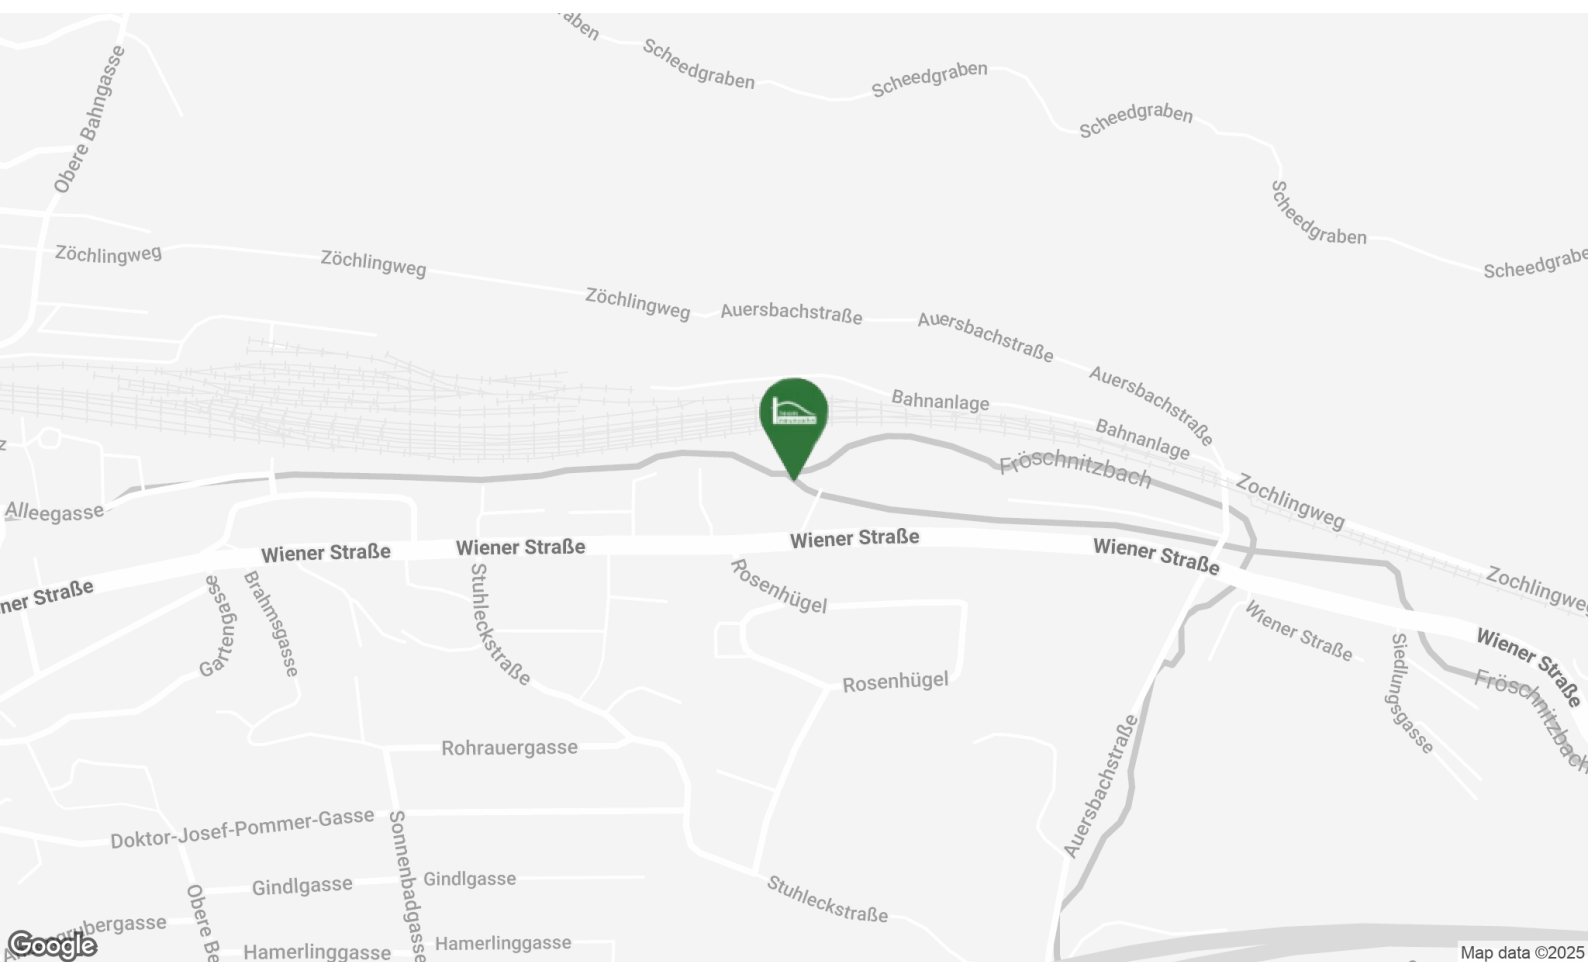 aben
Scheedgraben
Scheedgraben
Scheedgraben
Obere Bahngasse
Scheedgraben
Zöchlingweg
Zöchlingweg
Scheedgrabe
Zöchlingweg
Auersbachstraße
Auersbachstraße
Auersbachstraße
Bahnanlage
Bahnanlage
Fröschnitzbach
Zochlingweg
z
Alleegasse
Wiener Straße
Wiener Straße
Wiener Straße
Wiener Straße
Zochlingweg
ner Straße
Gartengasse
Brahmsgasse
Stuhleckstraße
Rosenhügel
Wiener Straße
Siedlungsgasse
Wiener Straße
Rosenhügel
Fröschnitzbach
Rohrauergasse
Auersbachstraße
Doktor-Josef-Pommer-Gasse
Sonnenbadgasse
Gindlgasse
Gindlgasse
Stuhleckstraße
Obere Be
grubergasse
Hamerlinggasse
Hamerlinggasse
Google
Map data ©2025